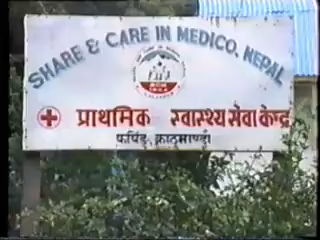 SHARE & CARE IN MEDICO. NEPAL
प्राथमिक स्वास्थ्य सेवा केन्द्र
फर्पिङ, काठमाण्डौ